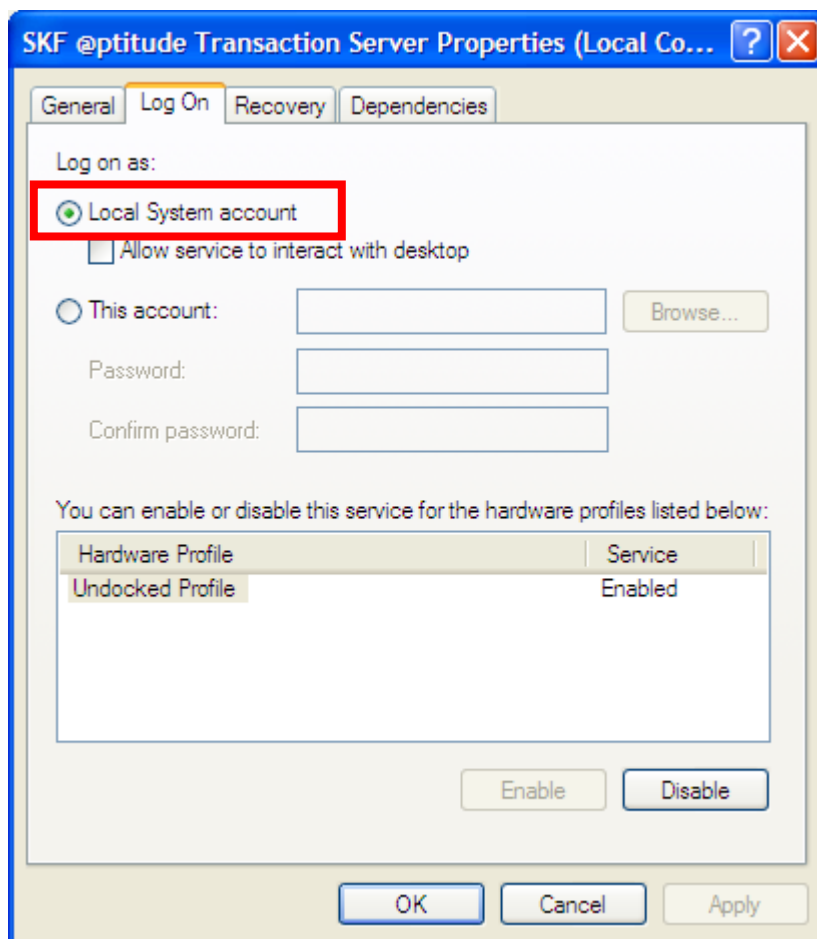 SKF @ptitude Transaction Server Properties (Local Co...
General Log On Recovery Dependencies
Log on as:
Local System account
Allow service to interact with desktop
This account:
Browse...
Password:
Confirm password:
You can enable or disable this service for the hardware profiles listed below:
Hardware Profile Service
Undocked Profile Enabled
Enable Disable
OK Cancel Apply